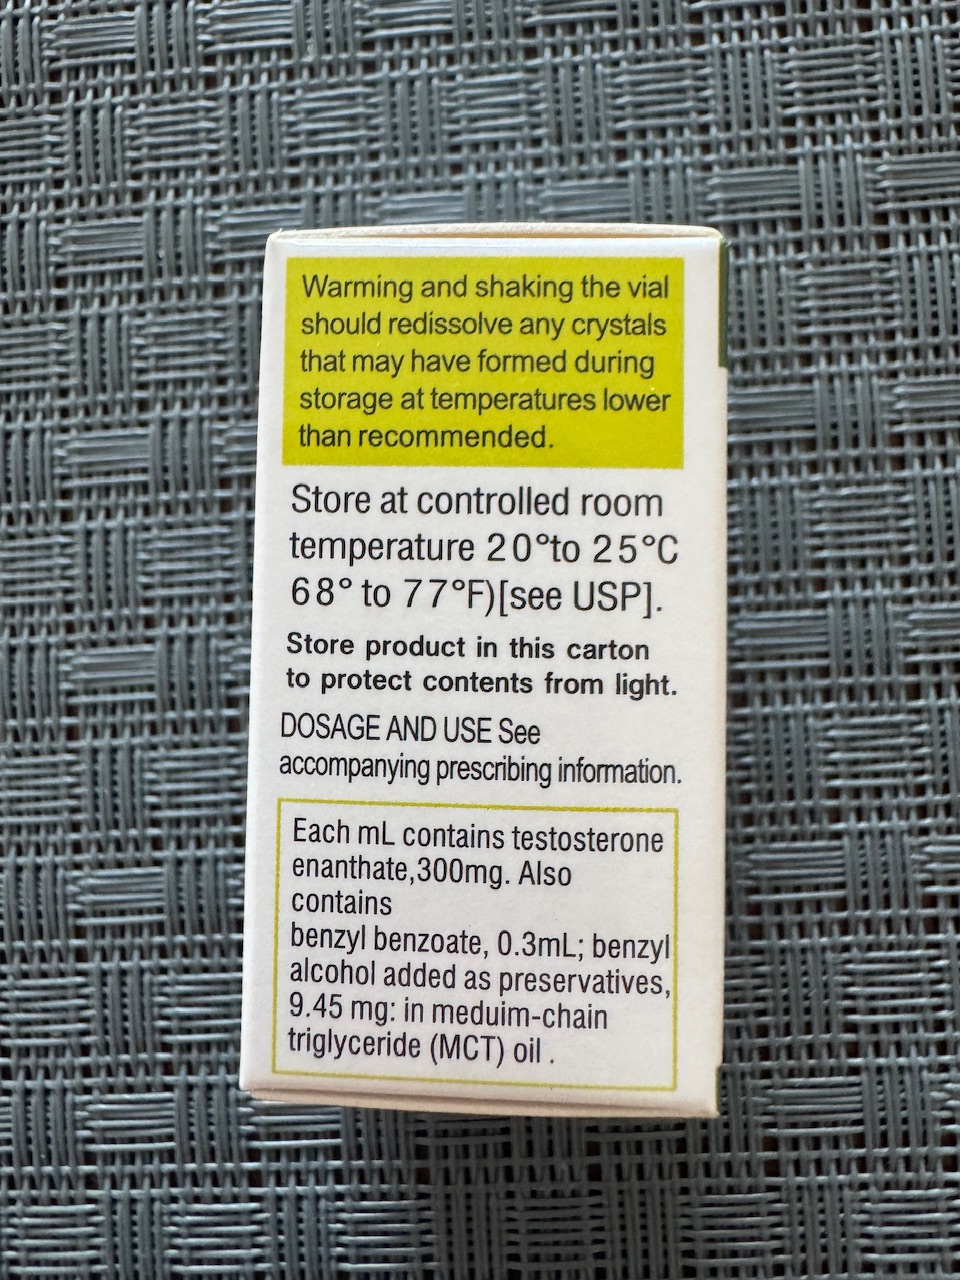 Warming and shaking the vial
should redissolve any crystals
that may have formed during
storage at temperatures lower
than recommended.
Store at controlled room
temperature 20°to 25°C
68° to 77°F)[see USP].
Store product in this carton
to protect contents from light.
DOSAGE AND USE See
accompanying prescribing information.
Each mL contains testosterone
enanthate,300mg. Also
contains
benzyl benzoate, 0.3mL; benzyl
alcohol added as preservatives,
9.45 mg: in meduim-chain
triglyceride (MCT) oil .